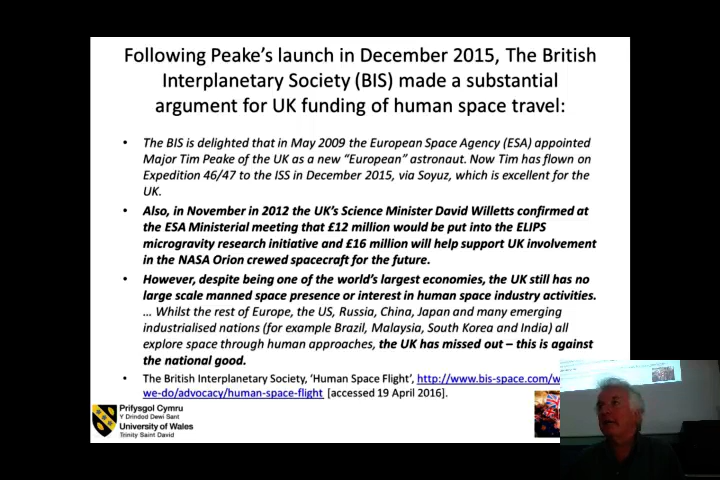 Following Peake's launch in December 2015, The British
Interplanetary Society (BIS) made a substantial
argument for UK funding of human space travel:
• The BIS is delighted that in May 2009 the European Space Agency (ESA) appointed
Major Tim Peake of the UK as a new “European” astronaut. Now Tim has flown on
Expedition 46/47 to the ISS in December 2015, via Soyuz, which is excellent for the
UK.
• Also, in November in 2012 the UK's Science Minister David Willetts confirmed at
the ESA Ministerial meeting that £12 million would be put into the ELIPS
microgravity research initiative and £16 million will help support UK involvement
in the NASA Orion crewed spacecraft for the future.
• However, despite being one of the world's largest economies, the UK still has no
large scale manned space presence or interest in human space industry activities.
… Whilst the rest of Europe, the US, Russia, China, Japan and many emerging
industrialised nations (for example Brazil, Malaysia, South Korea and India) all
explore space through human approaches, the UK has missed out – this is against
the national good.
• The British Interplanetary Society, ‘Human Space Flight’, http://www.bis-space.com/w
we-do/advocacy/human-space-flight [accessed 19 April 2016].
Prifysgol Cymru
Y Drindod Dewi Sant
University of Wales
Trinity Saint David